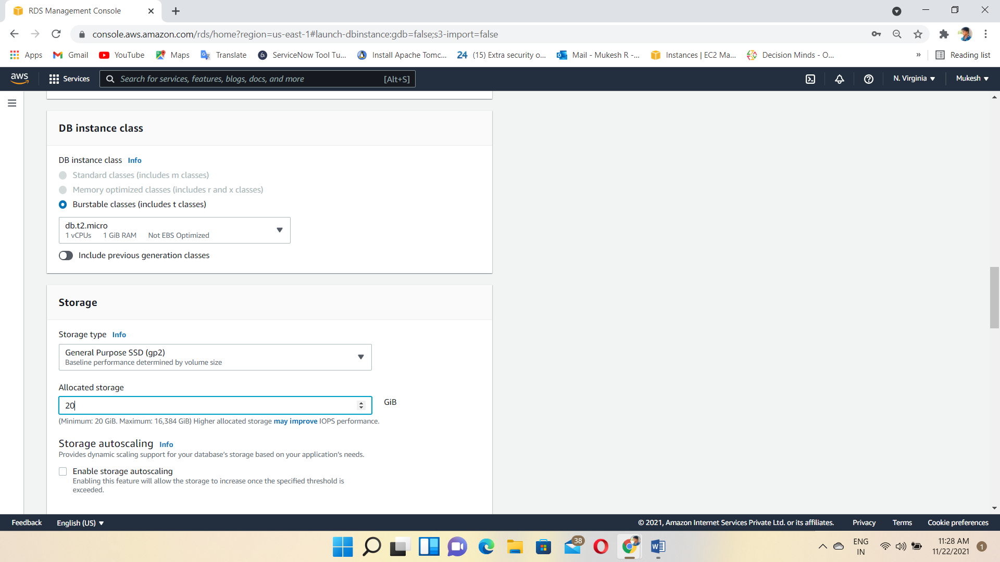 RDS Management Console
console.aws.amazon.com/rds/home?region=us-east-1#launch-dbinstance:gdb=false;s3-import=false
Apps Gmail YouTube Maps Translate ServiceNow Tool Tu... Install Apache Tomc... 24 (15) Extra security o... Mail - Mukesh R -... Instances | EC2 Ma... Decision Minds - O... » Reading list
aws Services Search for services, features, blogs, docs, and more [Alt+S] N. Virginia Mukesh
DB instance class
DB instance class Info
Standard classes (includes m classes)
Memory optimized classes (includes r and x classes)
Burstable classes (includes t classes)
db.t2.micro
1 vCPUs 1 GiB RAM Not EBS Optimized
Include previous generation classes
Storage
Storage type Info
General Purpose SSD (gp2)
Baseline performance determined by volume size
Allocated storage
20 GiB
(Minimum: 20 GiB. Maximum: 16,384 GiB) Higher allocated storage may improve IOPS performance.
Storage autoscaling Info
Provides dynamic scaling support for your database's storage based on your application's needs.
Enable storage autoscaling
Enabling this feature will allow the storage to increase once the specified threshold is
exceeded.
Feedback English (US) © 2021, Amazon Internet Services Private Ltd. or its affiliates. Privacy Terms Cookie preferences
38
ENG 11:28 AM
IN 11/22/2021 1